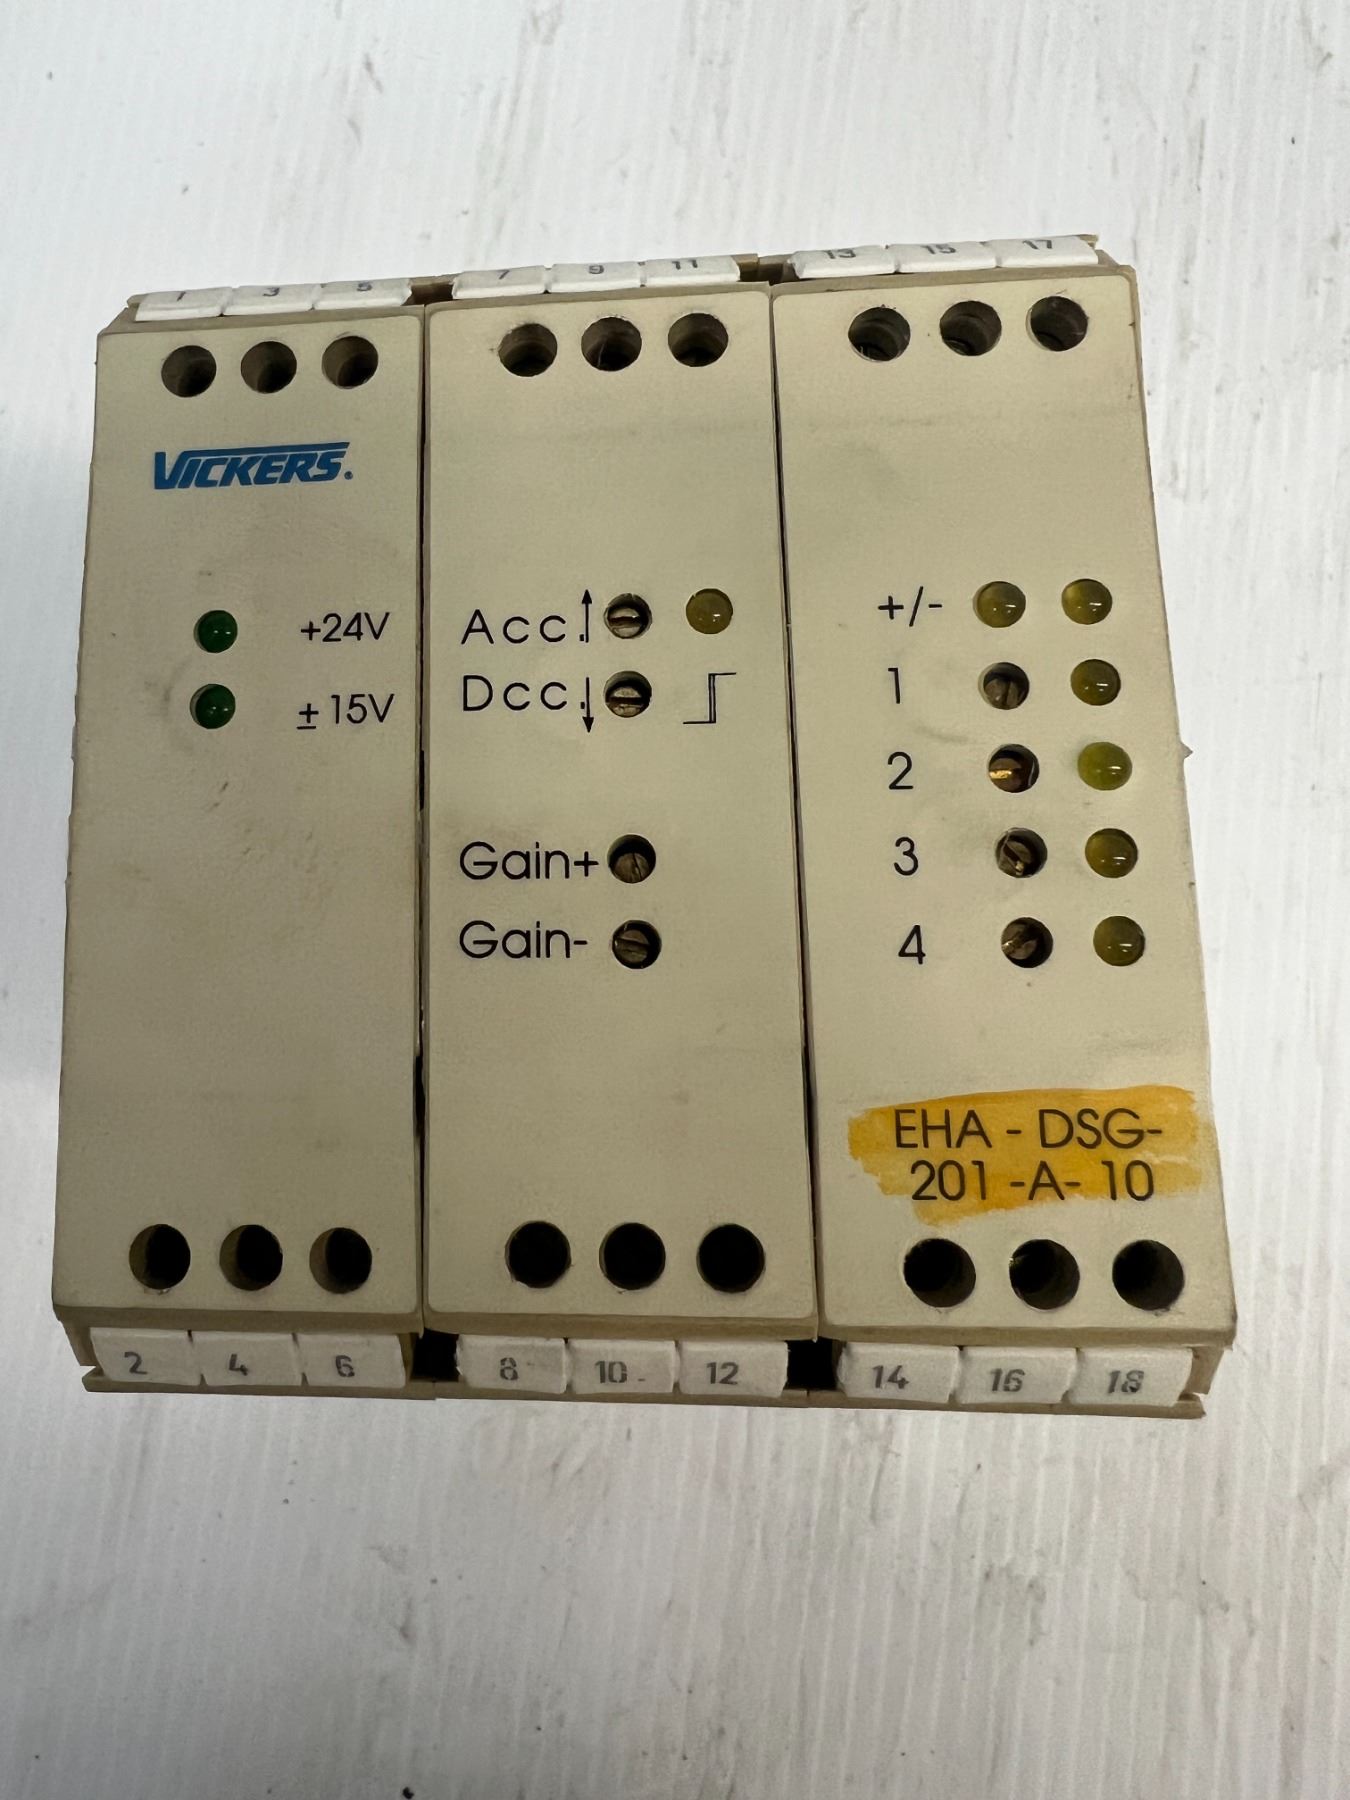 1 3 5 7 9 11 13 15 17
VICKERS®
+24V
± 15V
Acc.
Dcc.
Gain+
Gain-
+/-
1
2
3
4
EHA - DSG-
201 -A- 10
2 4 6 8 10 12 14 16 18